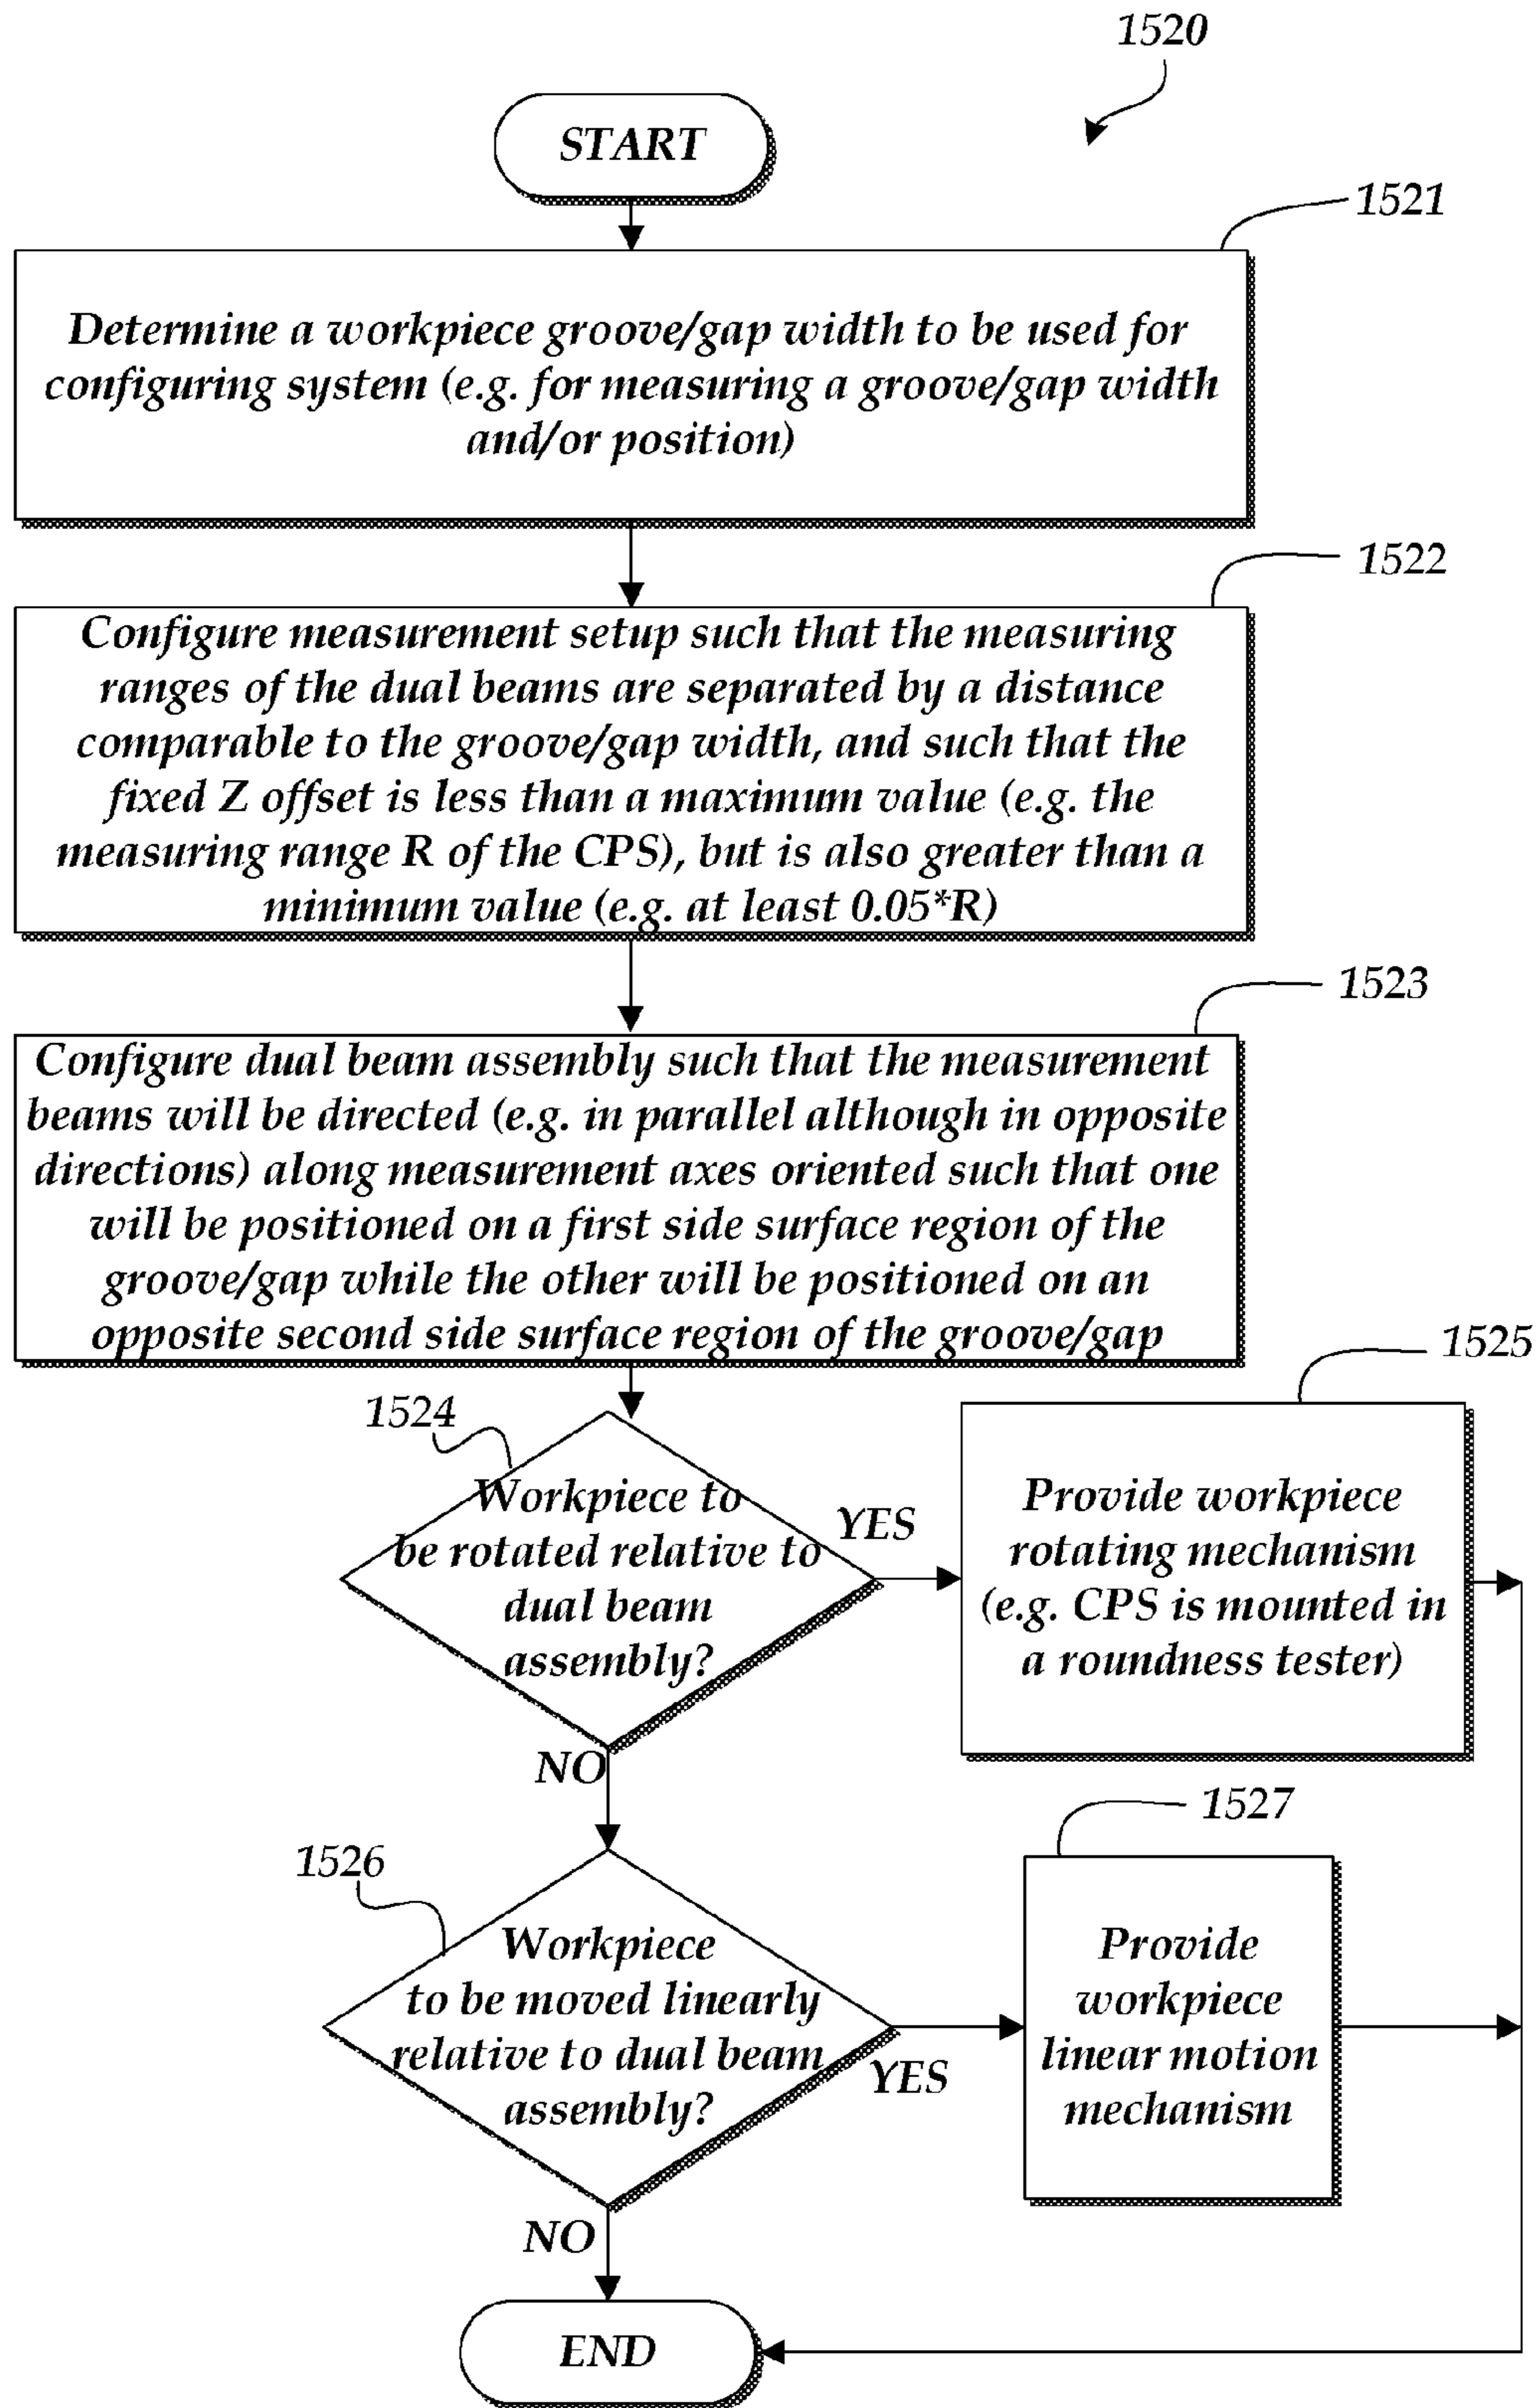 1520
START
1521
Determine a workpiece groove/gap width to be used for
configuring system (e.g. for measuring a groove/gap width
and/or position)
1522
Configure measurement setup such that the measuring
ranges of the dual beams are separated by a distance
comparable to the groove/gap width, and such that the
fixed Z offset is less than a maximum value (e.g. the
measuring range R of the CPS), but is also greater than a
minimum value (e.g. at least 0.05*R)
1523
Configure dual beam assembly such that the measurement
beams will be directed (e.g. in parallel although in opposite
directions) along measurement axes oriented such that one
will be positioned on a first side surface region of the
groove/gap while the other will be positioned on an
opposite second side surface region of the groove/gap
1524
Workpiece to
be rotated relative to
dual beam
assembly?
YES
NO
1525
Provide workpiece
rotating mechanism
(e.g. CPS is mounted in
a roundness tester)
1526
Workpiece
to be moved linearly
relative to dual beam
assembly?
YES
NO
1527
Provide
workpiece
linear motion
mechanism
END